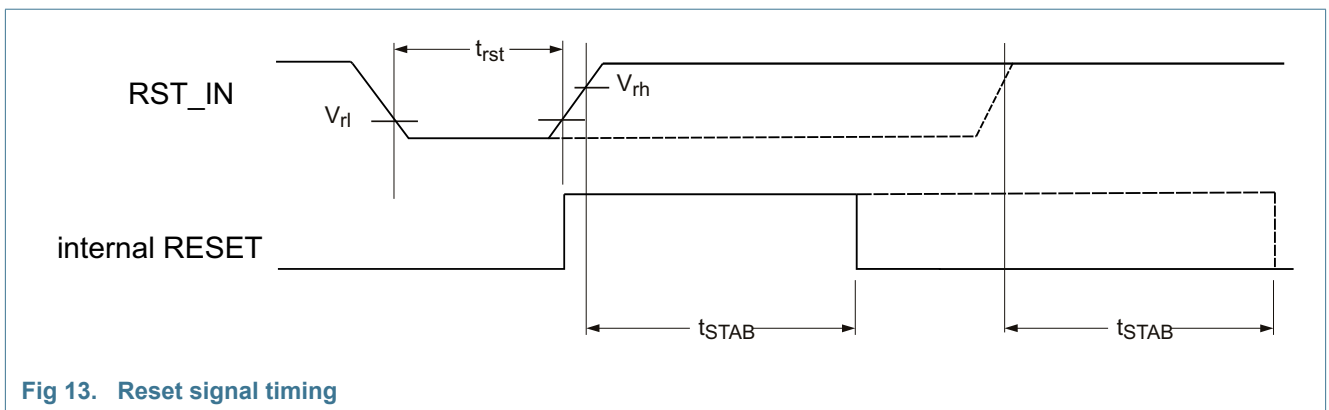 t_rst
RST_IN
V_rl
V_rh
internal RESET
t_STAB
t_STAB
Fig 13. Reset signal timing